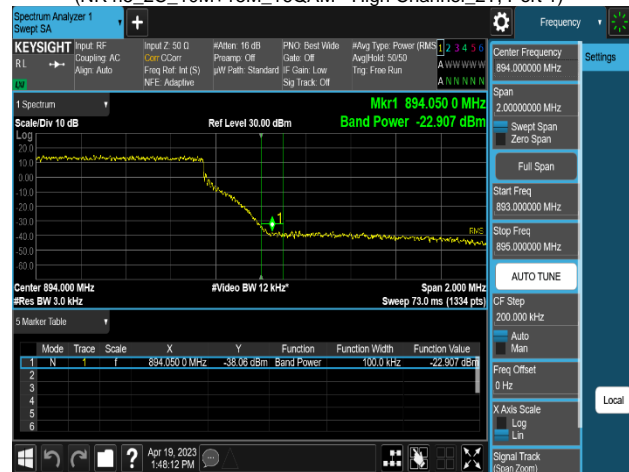 Spectrum Analyzer 1
Swept SA
+
Frequency
KEYSIGHT Input: RF Input Z: 50 Ω #Atten: 16 dB PNO: Best Wide #Avg Type: Power (RMS 1 2 3 4 5 6
RL Coupling: AC Corr CCorr Preamp: Off Gate: Off Avg|Hold: 50/50 A W W W W W
Align: Auto Freq Ref: Int (S) µW Path: Standard IF Gain: Low Trig: Free Run
NFE: Adaptive Sig Track: Off A N N N N N
Center Frequency
894.000000 MHz
Settings
Span
2.00000000 MHz
Swept Span
Zero Span
Full Span
Start Freq
893.000000 MHz
Stop Freq
895.000000 MHz
AUTO TUNE
CF Step
200.000 kHz
Auto
Man
Freq Offset
0 Hz
X Axis Scale
Log
Lin
Signal Track
(Span Zoom)
Local
1 Spectrum
Mkr1 894.050 0 MHz
Scale/Div 10 dB Ref Level 30.00 dBm Band Power -22.907 dBm
Log
20.0
10.0
0.00
-10.0
-20.0
-30.0
-40.0
-50.0
-60.0
1
RMS
Center 894.000 MHz #Video BW 12 kHz* Span 2.000 MHz
#Res BW 3.0 kHz Sweep 73.0 ms (1334 pts)
5 Marker Table
Mode Trace Scale X Y Function Function Width Function Value
1 N 1 f 894.050 0 MHz -38.06 dBm Band Power 100.0 kHz -22.907 dBm
2
3
4
5
6
?
Apr 19, 2023
1:48:12 PM